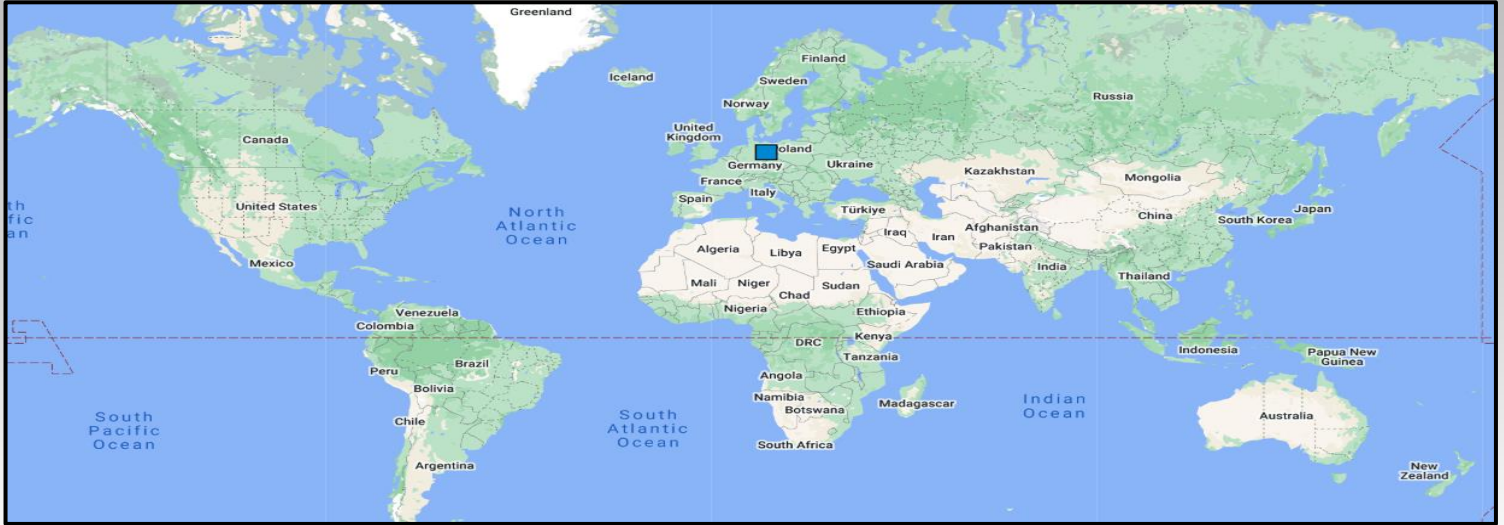 Greenland
Finland
Iceland
Sweden
Russia
Norway
United
Kingdom
Canada
oland
Germany
Ukraine
Kazakhstan
Mongolia
France
Italy
Spain
United States
th
fic
an
North
Atlantic
Ocean
Türkiye
Japan
China
South Korea
Afghanistan
Iraq
Iran
Pakistan
Algeria
Libya
Egypt
Mexico
Saudi Arabia
India
Thailand
Mali
Niger
Sudan
Chad
Nigeria
Ethiopia
Venezuela
Colombia
Kenya
DRC
Indonesia
Papua New
Guinea
Tanzania
Brazil
Peru
Angola
Bolivia
Namibia
Botswana
Madagascar
Indian
Ocean
South
Pacific
Ocean
Chile
South
Atlantic
Ocean
Australia
South Africa
Argentina
New
Zealand